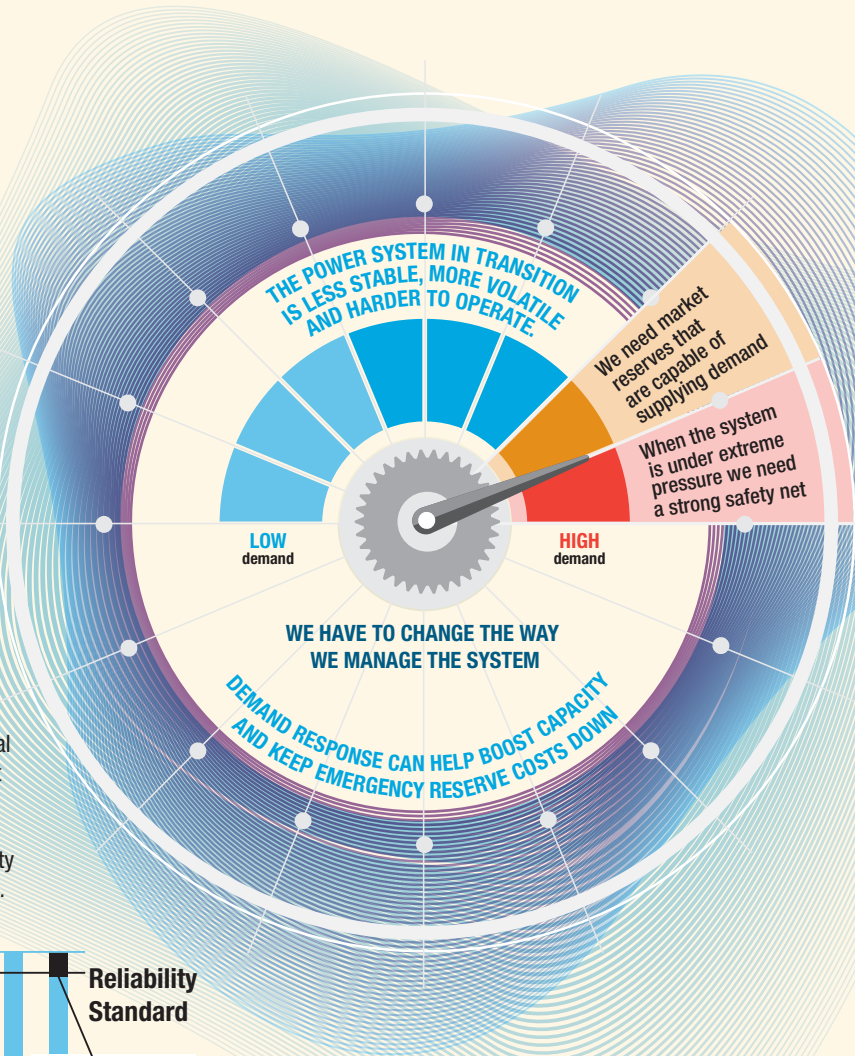 THE POWER SYSTEM IN TRANSITION
IS LESS STABLE, MORE VOLATILE
AND HARDER TO OPERATE.
We need market
reserves that
are capable of
supplying demand
When the system
is under extreme
pressure we need
a strong safety net
LOW
demand
HIGH
demand
WE HAVE TO CHANGE THE WAY
WE MANAGE THE SYSTEM
DEMAND RESPONSE CAN HELP BOOST CAPACITY
AND KEEP EMERGENCY RESERVE COSTS DOWN
Reliability
Standard